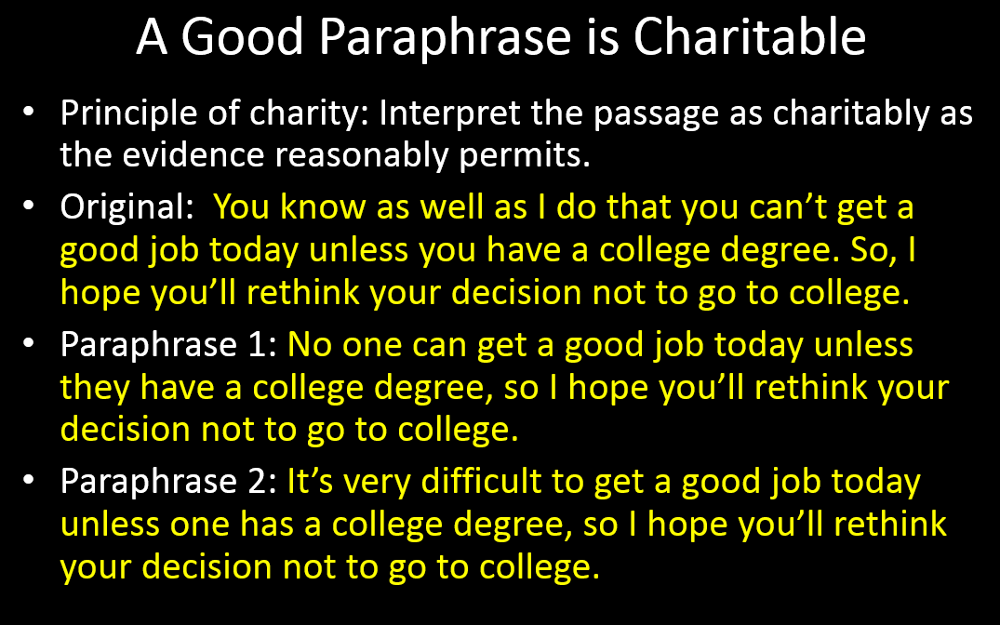 A Good Paraphrase is Charitable
• Principle of charity: Interpret the passage as charitably as
the evidence reasonably permits.
• Original:  You know as well as I do that you can’t get a
good job today unless you have a college degree. So, I
hope you’ll rethink your decision not to go to college.
• Paraphrase 1: No one can get a good job today unless
they have a college degree, so I hope you’ll rethink your
decision not to go to college.
• Paraphrase 2: It’s very difficult to get a good job today
unless one has a college degree, so I hope you’ll rethink
your decision not to go to college.